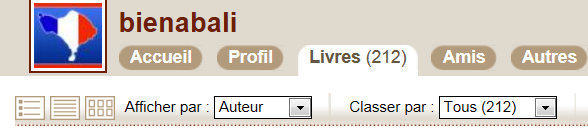 bienabali
Accueil Profil Livres (212) Amis Autres
Afficher par : Auteur Classer par : Tous (212)